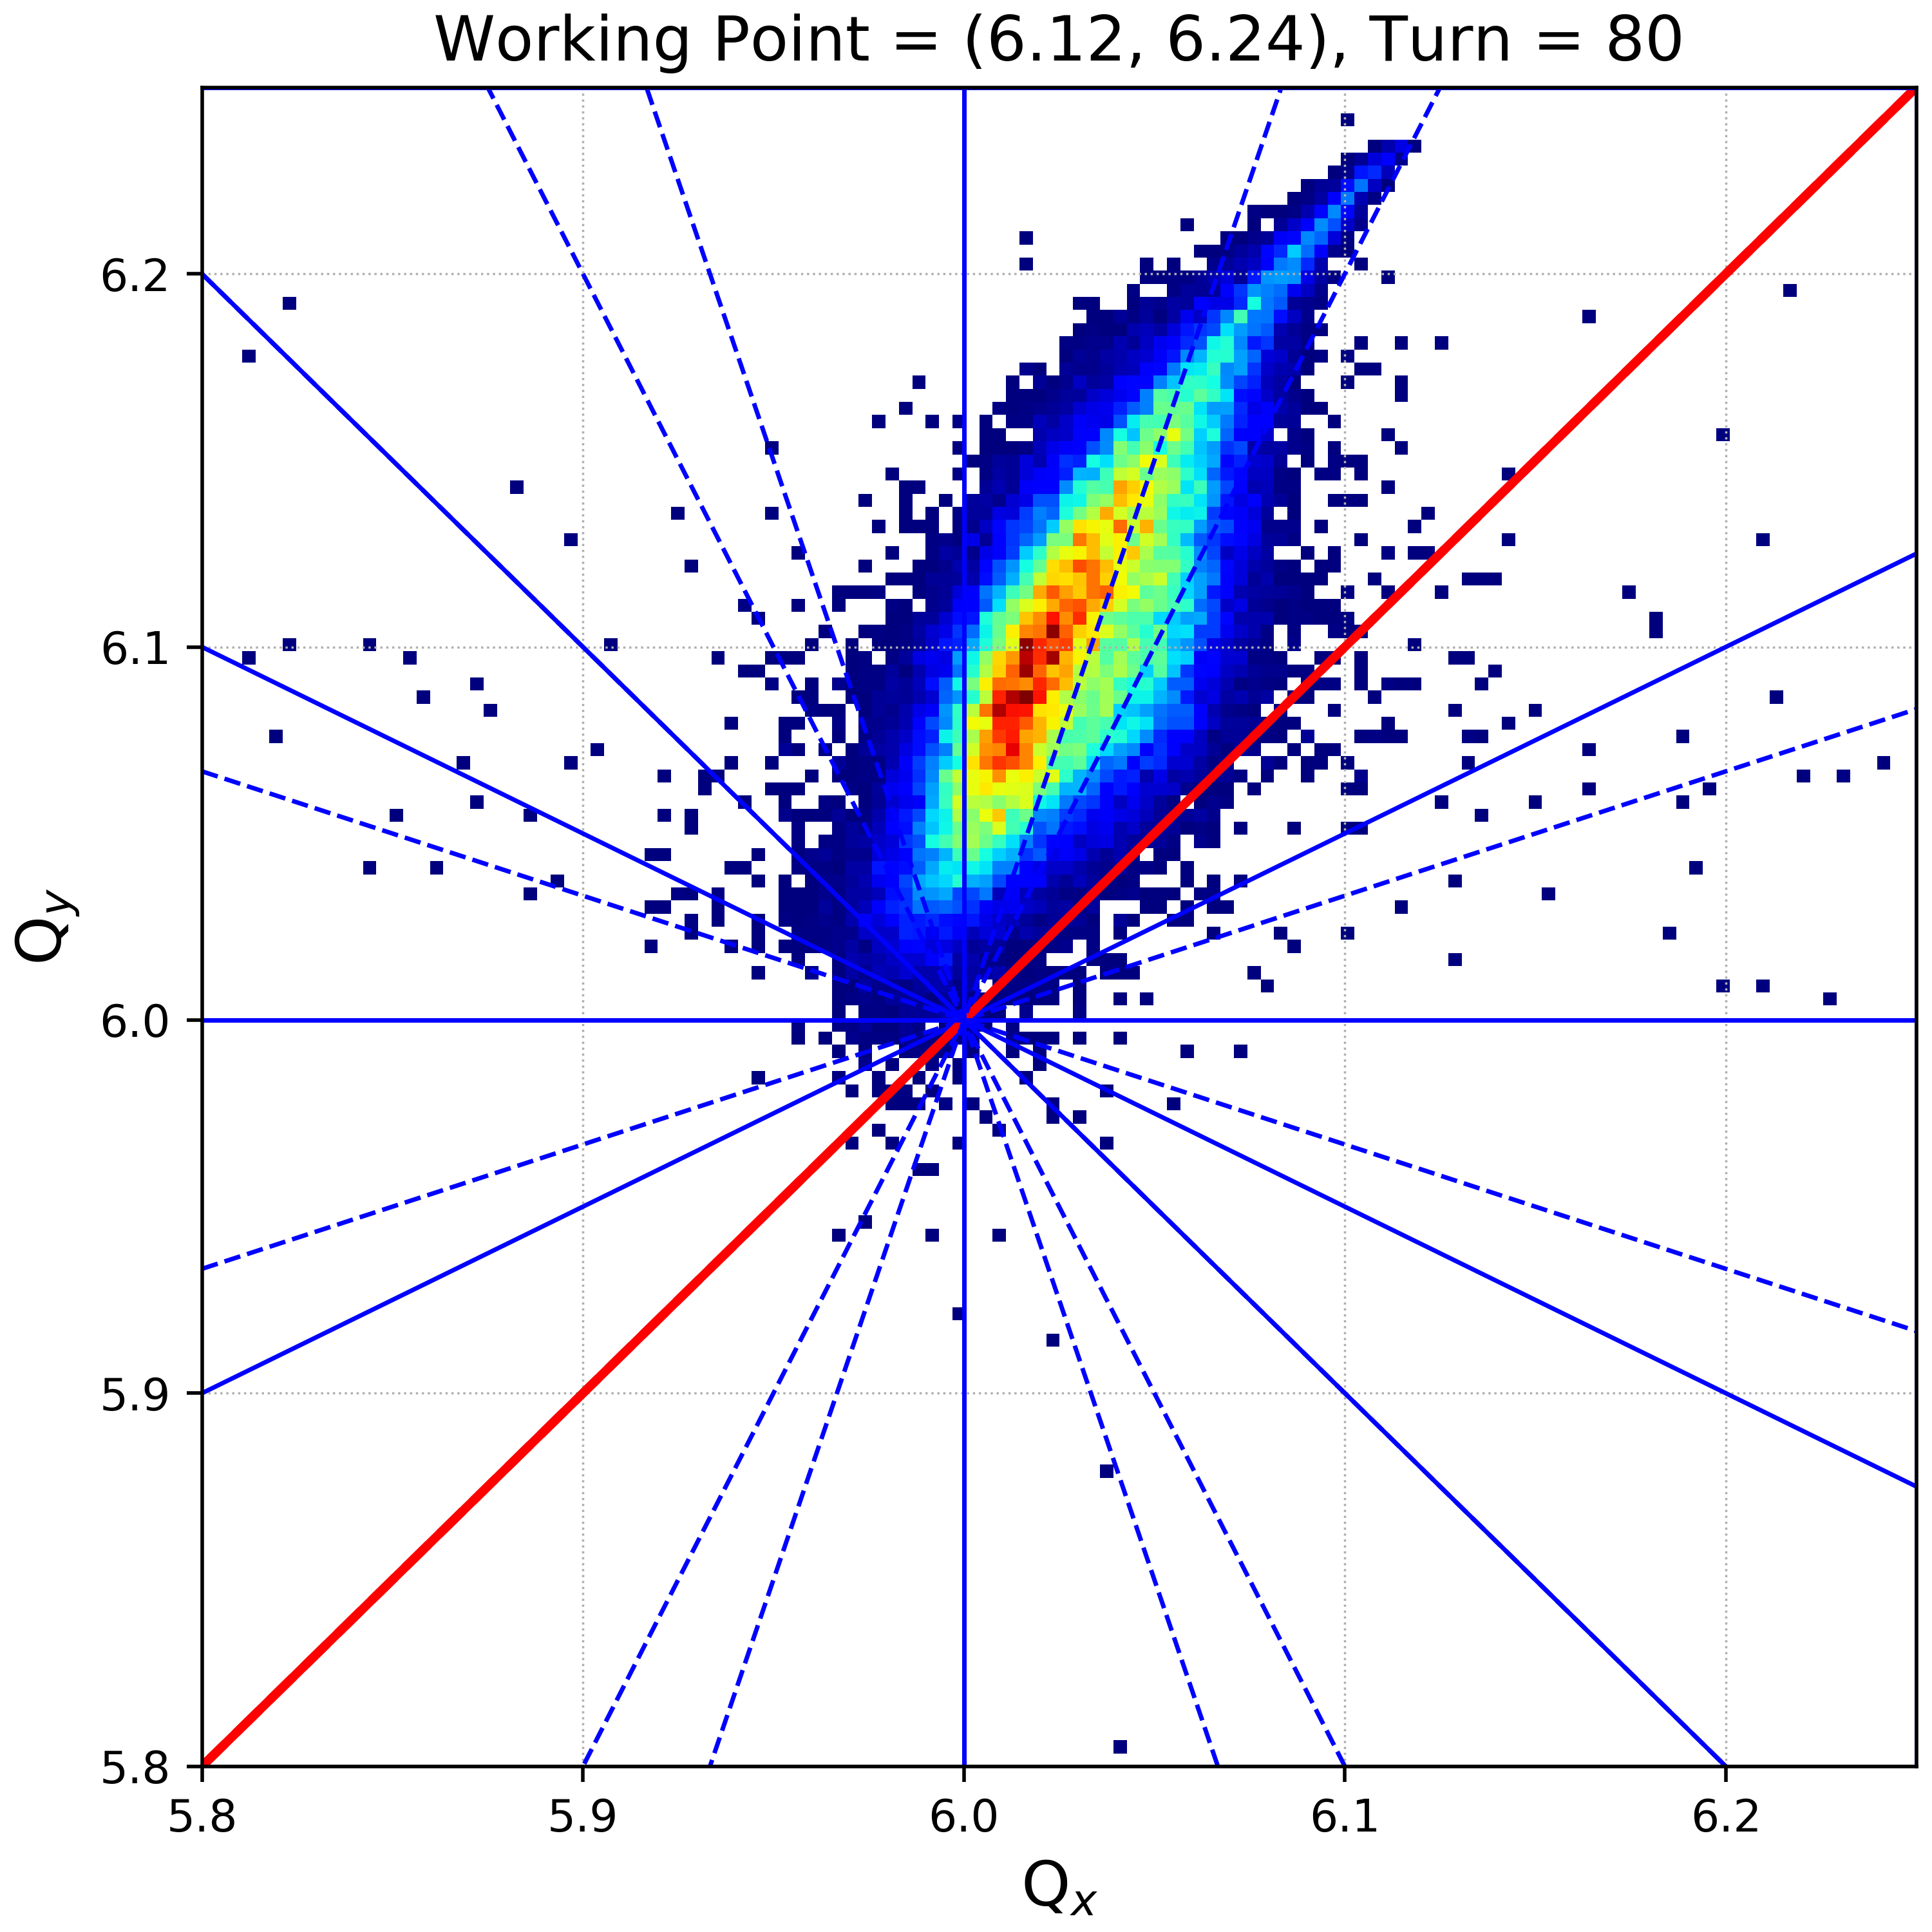 Working Point = (6.12, 6.24), Turn = 80
6.2
6.1
6.0
5.9
5.8
Qy
5.8 5.9 6.0 6.1 6.2
Qx